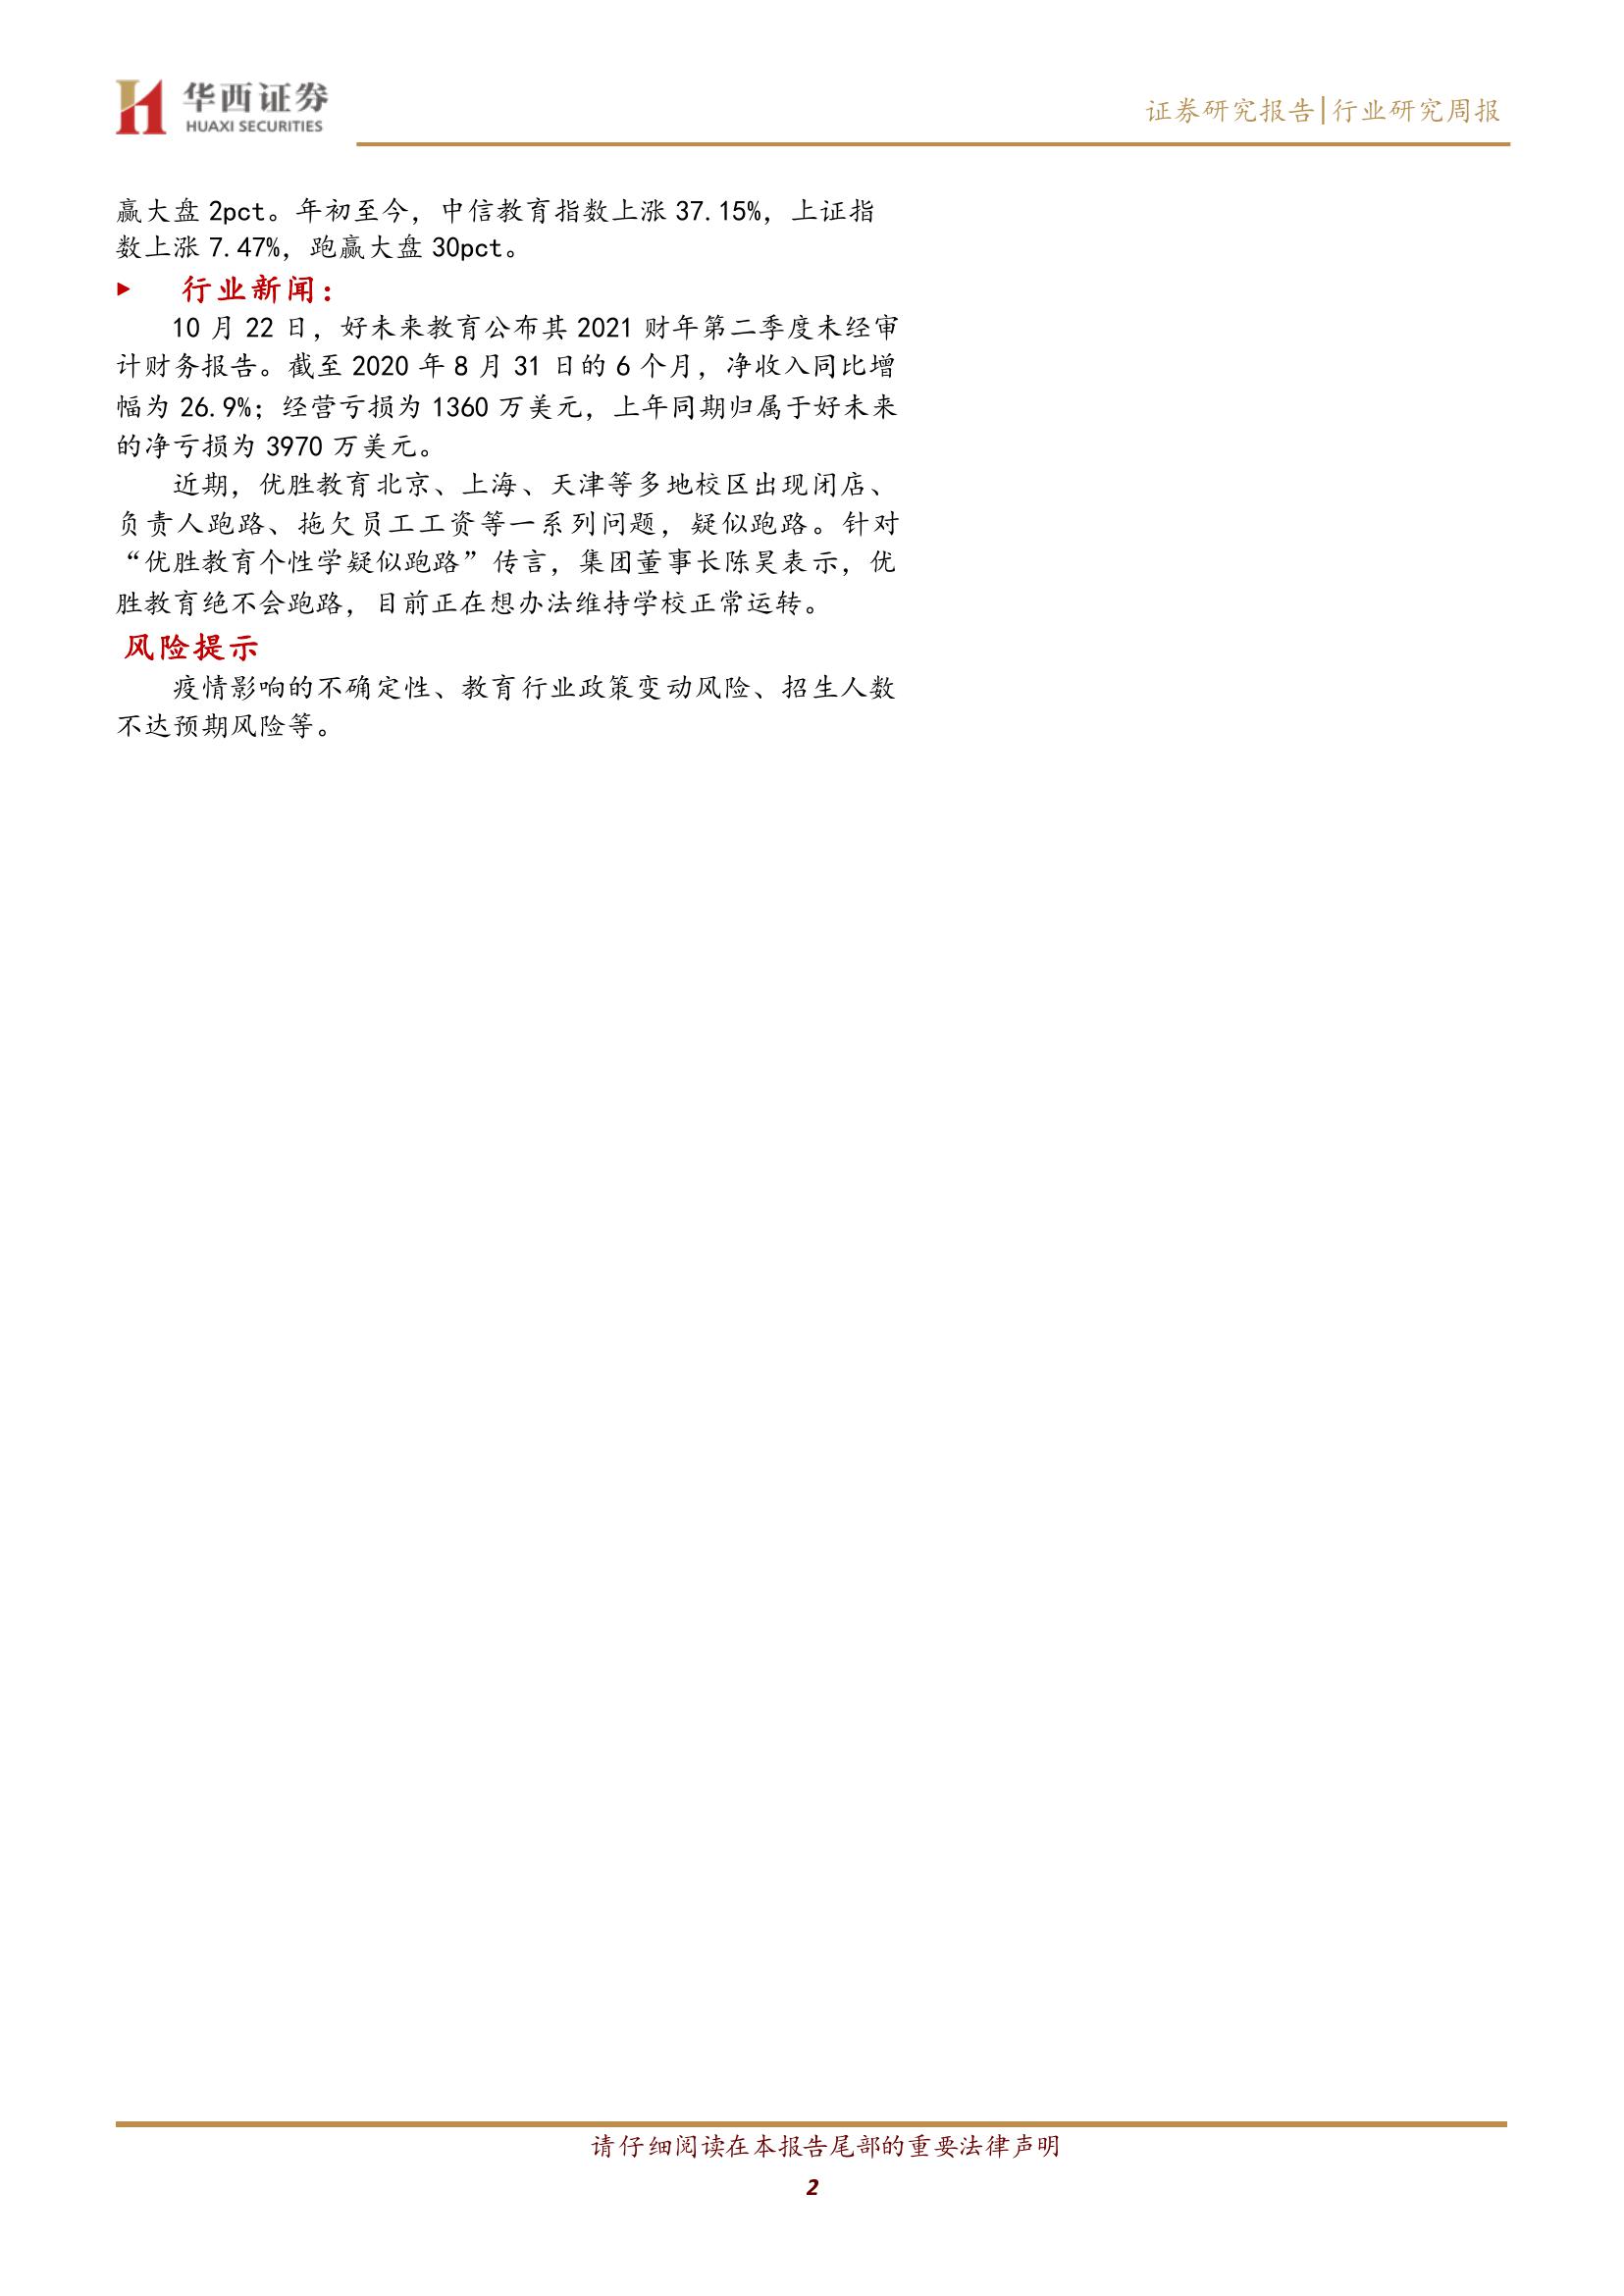 华西证券
HUAXI SECURITIES
证券研究报告|行业研究周报
赢大盘 2pct。年初至今，中信教育指数上涨 37.15%，上证指
数上涨 7.47%，跑赢大盘 30pct。
▶ 行业新闻：
10 月 22 日，好未来教育公布其 2021 财年第二季度未经审
计财务报告。截至 2020 年 8 月 31 日的 6 个月，净收入同比增
幅为 26.9%；经营亏损为 1360 万美元，上年同期归属于好未来
的净亏损为 3970 万美元。
近期，优胜教育北京、上海、天津等多地校区出现闭店、
负责人跑路、拖欠员工工资等一系列问题，疑似跑路。针对
“优胜教育个性学疑似跑路”传言，集团董事长陈昊表示，优
胜教育绝不会跑路，目前正在想办法维持学校正常运转。
风险提示
疫情影响的不确定性、教育行业政策变动风险、招生人数
不达预期风险等。
请仔细阅读在本报告尾部的重要法律声明
2